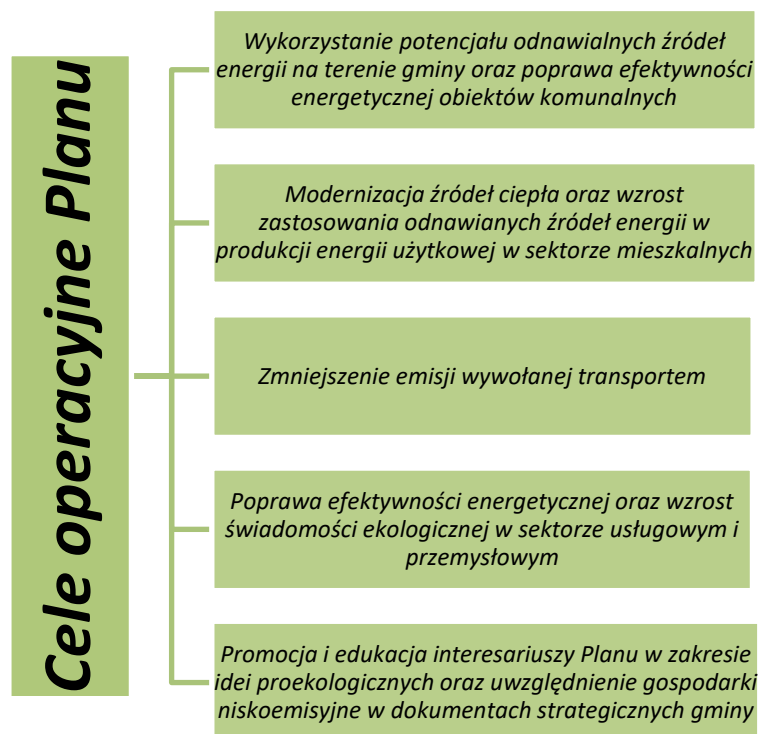 Cele operacyjne Planu
Wykorzystanie potencjału odnawialnych źródeł
energii na terenie gminy oraz poprawa efektywności
energetycznej obiektów komunalnych
Modernizacja źródeł ciepła oraz wzrost
zastosowania odnawianych źródeł energii w
produkcji energii użytkowej w sektorze mieszkalnych
Zmniejszenie emisji wywołanej transportem
Poprawa efektywności energetycznej oraz wzrost
świadomości ekologicznej w sektorze usługowym i
przemysłowym
Promocja i edukacja interesariuszy Planu w zakresie
idei proekologicznych oraz uwzględnienie gospodarki
niskoemisyjne w dokumentach strategicznych gminy